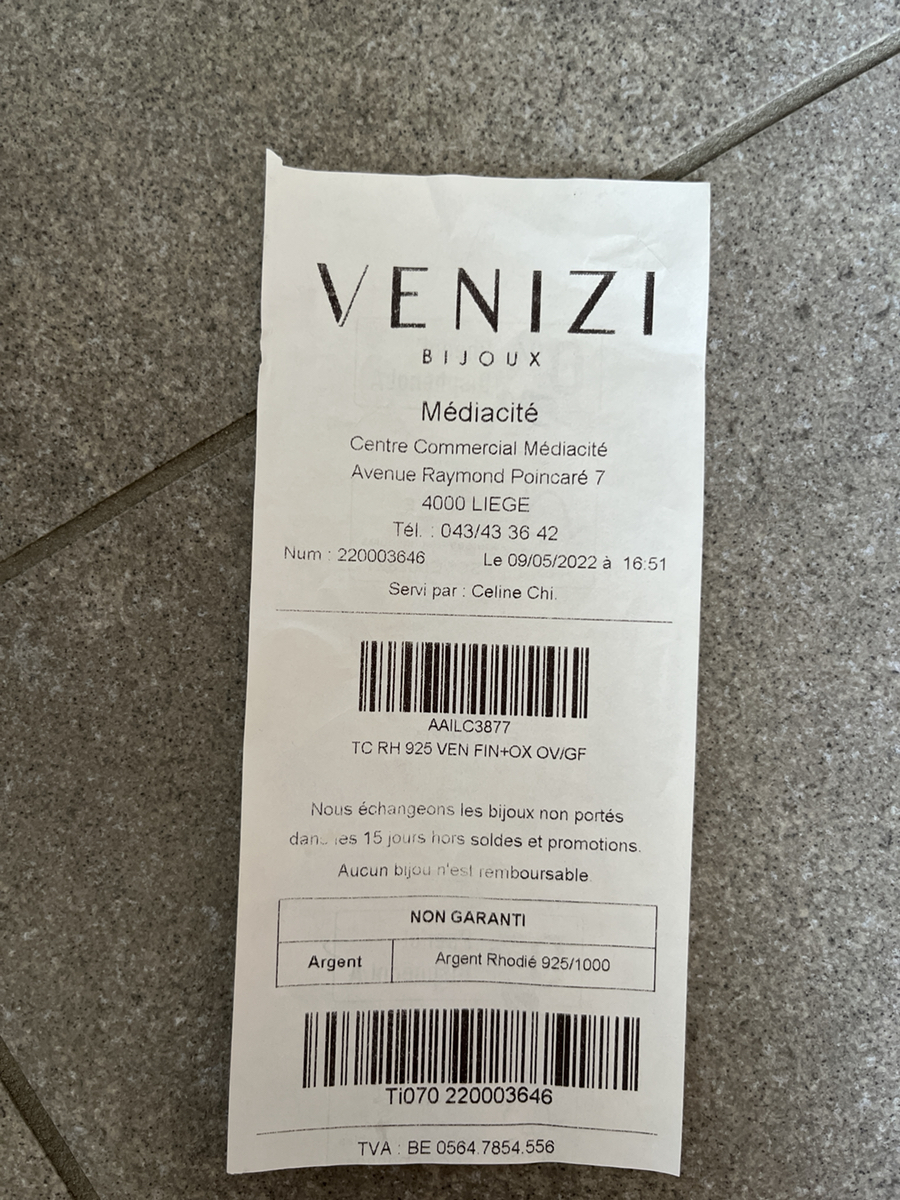 VENIZI
BIJOUX
Médiacité
Centre Commercial Médiacité
Avenue Raymond Poincaré 7
4000 LIEGE
Tél. : 043/43 36 42
Num : 220003646 Le 09/05/2022 à 16:51
Servi par : Celine Chi.
AAILC3877
TC RH 925 VEN FIN+OX OV/GF
Nous échangeons les bijoux non portés
dans les 15 jours hors soldes et promotions.
Aucun bijou n'est remboursable.
NON GARANTI
Argent Argent Rhodié 925/1000
Ti070 220003646
TVA : BE 0564.7854.556